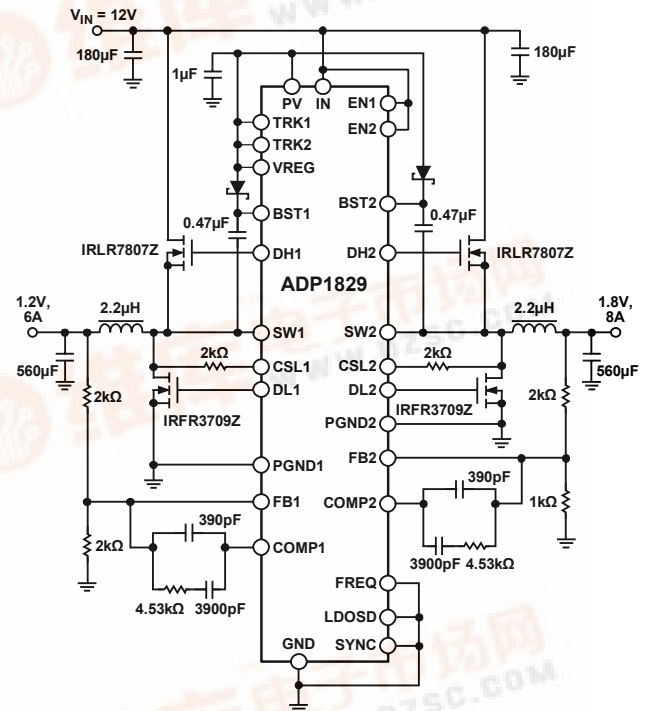 VIN = 12V
180µF
180µF
1µF
PV
IN
EN1
EN2
TRK1
TRK2
VREG
BST1
BST2
0.47µF
0.47µF
IRLR7807Z
DH1
DH2
IRLR7807Z
ADP1829
1.2V,
6A
2.2µH
SW1
SW2
2.2µH
1.8V,
8A
2kΩ
CSL1
CSL2
2kΩ
560µF
560µF
2kΩ
DL1
DL2
2kΩ
IRFR3709Z
IRFR3709Z
PGND2
PGND1
FB2
390pF
FB1
COMP2
1kΩ
390pF
2kΩ
COMP1
3900pF
4.53kΩ
4.53kΩ
3900pF
FREQ
LDOSD
GND
SYNC